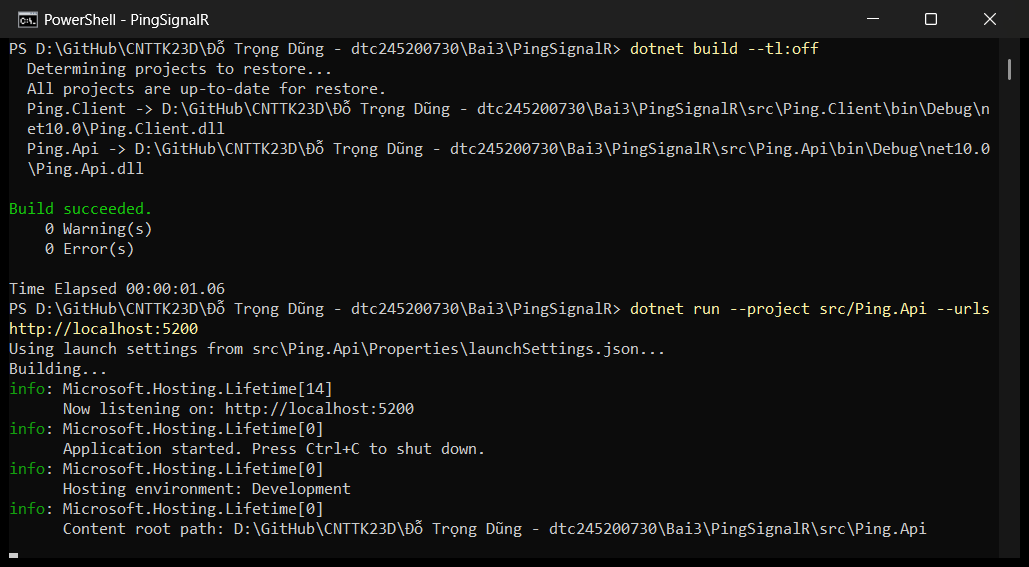 PowerShell - PingSignalR
PS D:\GitHub\CNTTK23D\Đỗ Trọng Dũng - dtc245200730\Bai3\PingSignalR> dotnet build --tl:off
  Determining projects to restore...
  All projects are up-to-date for restore.
  Ping.Client -> D:\GitHub\CNTTK23D\Đỗ Trọng Dũng - dtc245200730\Bai3\PingSignalR\src\Ping.Client\bin\Debug\n
  et10.0\Ping.Client.dll
  Ping.Api -> D:\GitHub\CNTTK23D\Đỗ Trọng Dũng - dtc245200730\Bai3\PingSignalR\src\Ping.Api\bin\Debug\net10.0
  \Ping.Api.dll

Build succeeded.
    0 Warning(s)
    0 Error(s)

Time Elapsed 00:00:01.06
PS D:\GitHub\CNTTK23D\Đỗ Trọng Dũng - dtc245200730\Bai3\PingSignalR> dotnet run --project src/Ping.Api --urls
http://localhost:5200
Using launch settings from src\Ping.Api\Properties\launchSettings.json...
Building...
info: Microsoft.Hosting.Lifetime[14]
      Now listening on: http://localhost:5200
info: Microsoft.Hosting.Lifetime[0]
      Application started. Press Ctrl+C to shut down.
info: Microsoft.Hosting.Lifetime[0]
      Hosting environment: Development
info: Microsoft.Hosting.Lifetime[0]
      Content root path: D:\GitHub\CNTTK23D\Đỗ Trọng Dũng - dtc245200730\Bai3\PingSignalR\src\Ping.Api